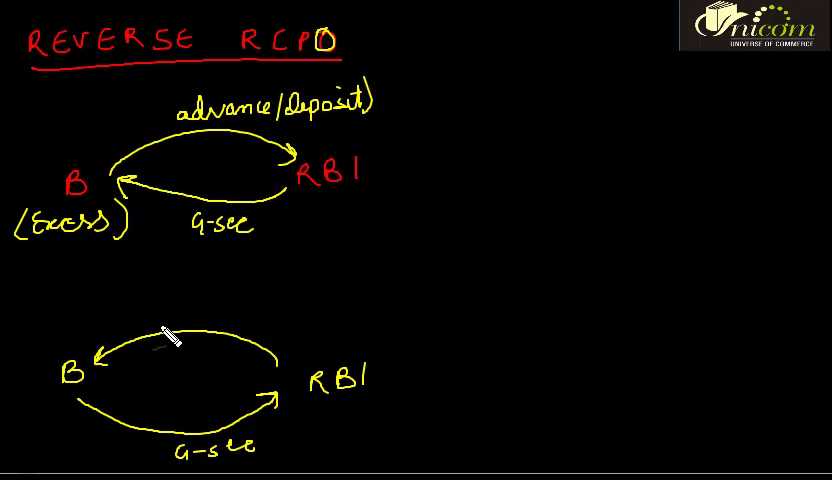 REVERSE REPO
Unicom
UNIVERSE OF COMMERCE
advance/deposit)
B
RBI
(Excess)
G-sec
B
RBI
G-sec